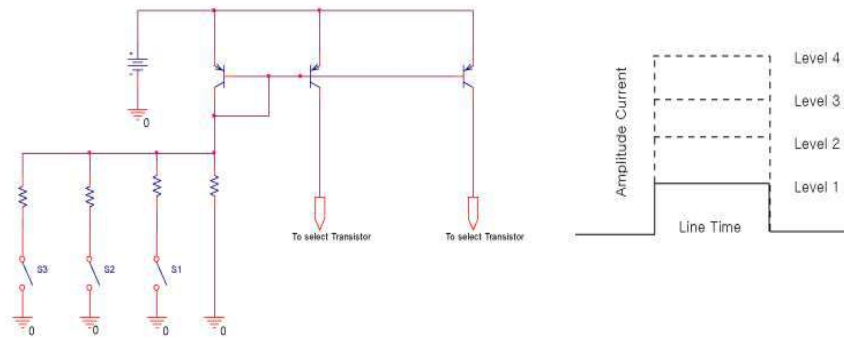 +
-
0
To select Transistor
To select Transistor
S3
S2
S1
0
0
0
0
Amplitude Current
Level 4
Level 3
Level 2
Level 1
Line Time